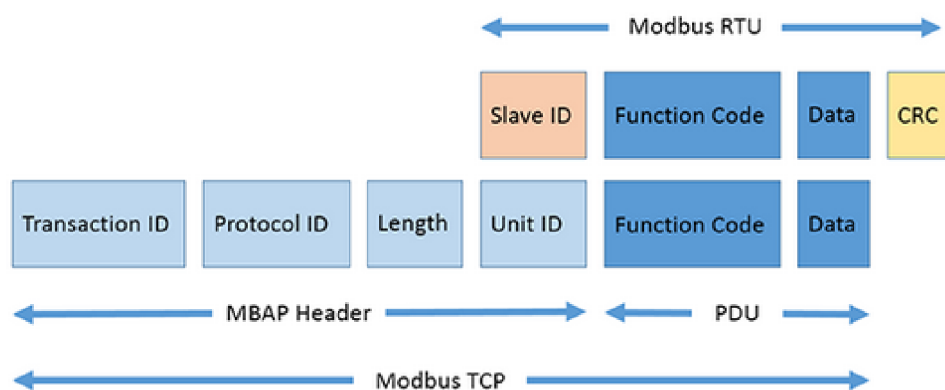 Modbus RTU
Slave ID Function Code Data CRC
Transaction ID Protocol ID Length Unit ID Function Code Data
MBAP Header PDU
Modbus TCP